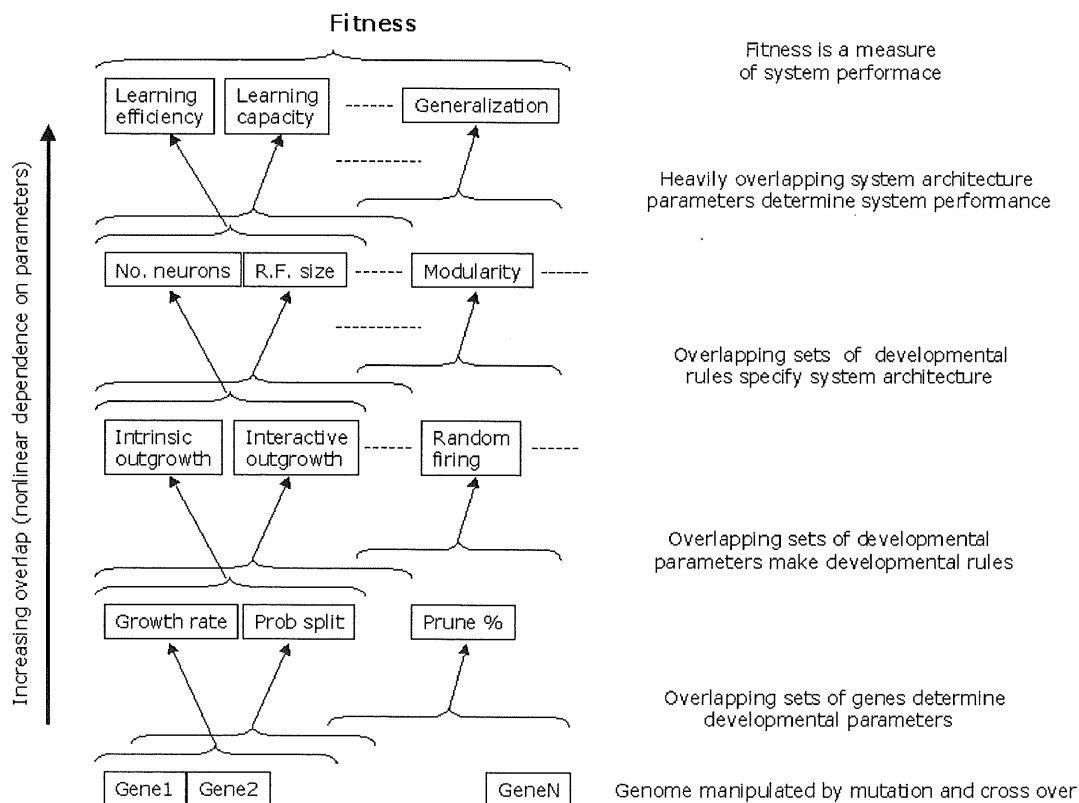 Fitness
Fitness is a measure
of system performace
Learning
efficiency
Learning
capacity
Generalization
Heavily overlapping system architecture
parameters determine system performance
No. neurons
R.F. size
Modularity
Overlapping sets of developmental
rules specify system architecture
Intrinsic
outgrowth
Interactive
outgrowth
Random
firing
Overlapping sets of developmental
parameters make developmental rules
Growth rate
Prob split
Prune %
Overlapping sets of genes determine
developmental parameters
Gene1
Gene2
GeneN
Genome manipulated by mutation and cross over
Increasing overlap (nonlinear dependence on parameters)